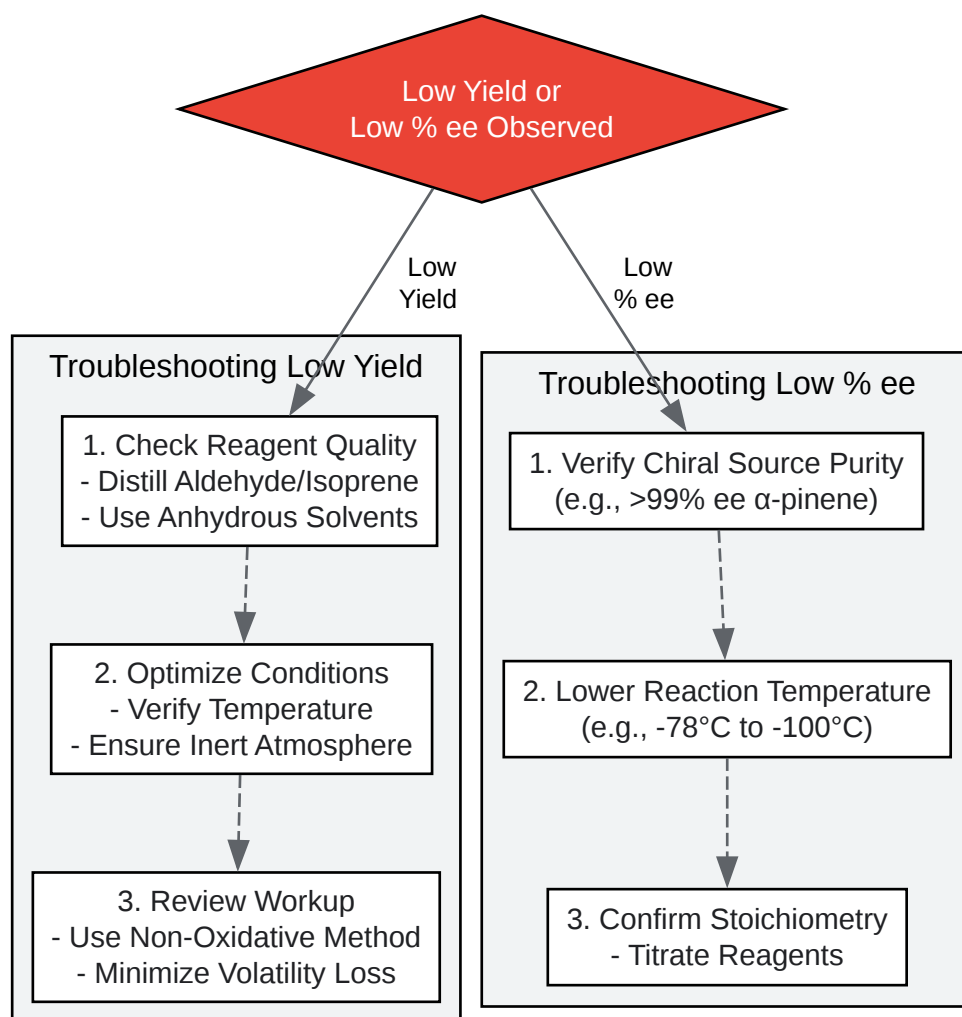 Low Yield or
Low % ee Observed
Low
Yield
Low
% ee
Troubleshooting Low Yield
1. Check Reagent Quality
- Distill Aldehyde/Isoprene
- Use Anhydrous Solvents
2. Optimize Conditions
- Verify Temperature
- Ensure Inert Atmosphere
3. Review Workup
- Use Non-Oxidative Method
- Minimize Volatility Loss
Troubleshooting Low % ee
1. Verify Chiral Source Purity
(e.g., >99% ee α-pinene)
2. Lower Reaction Temperature
(e.g., -78°C to -100°C)
3. Confirm Stoichiometry
- Titrate Reagents